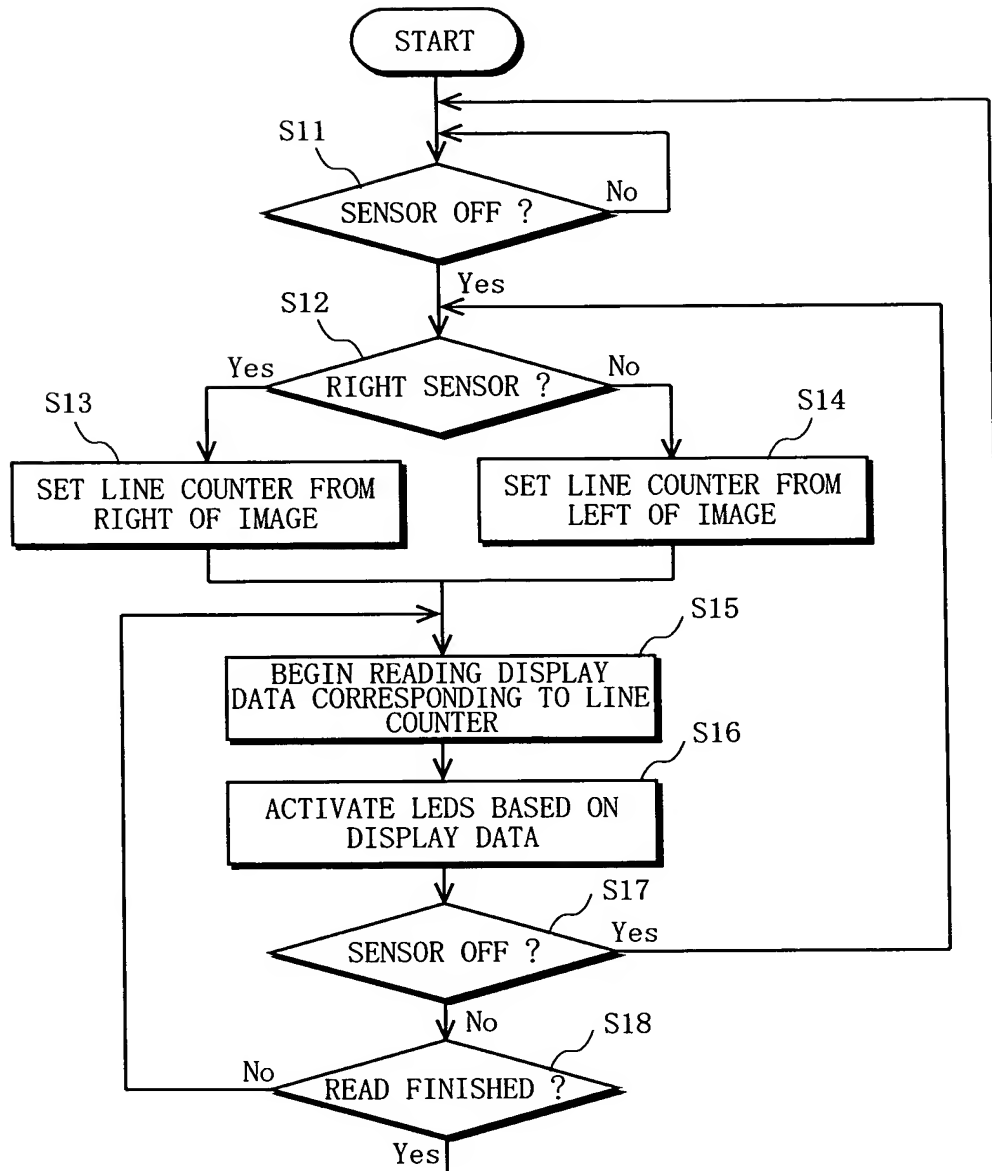 START
S11
SENSOR OFF ?
No
Yes
S12
RIGHT SENSOR ?
Yes
No
S13
SET LINE COUNTER FROM
RIGHT OF IMAGE
S14
SET LINE COUNTER FROM
LEFT OF IMAGE
S15
BEGIN READING DISPLAY
DATA CORRESPONDING TO LINE
COUNTER
S16
ACTIVATE LEDS BASED ON
DISPLAY DATA
S17
SENSOR OFF ?
Yes
No
S18
READ FINISHED ?
No
Yes